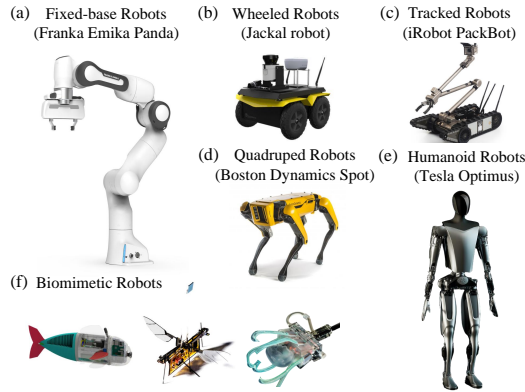 (a) Fixed-base Robots
(Franka Emika Panda)
(b) Wheeled Robots
(Jackal robot)
(c) Tracked Robots
(iRobot PackBot)
(d) Quadruped Robots
(Boston Dynamics Spot)
(e) Humanoid Robots
(Tesla Optimus)
(f) Biomimetic Robots